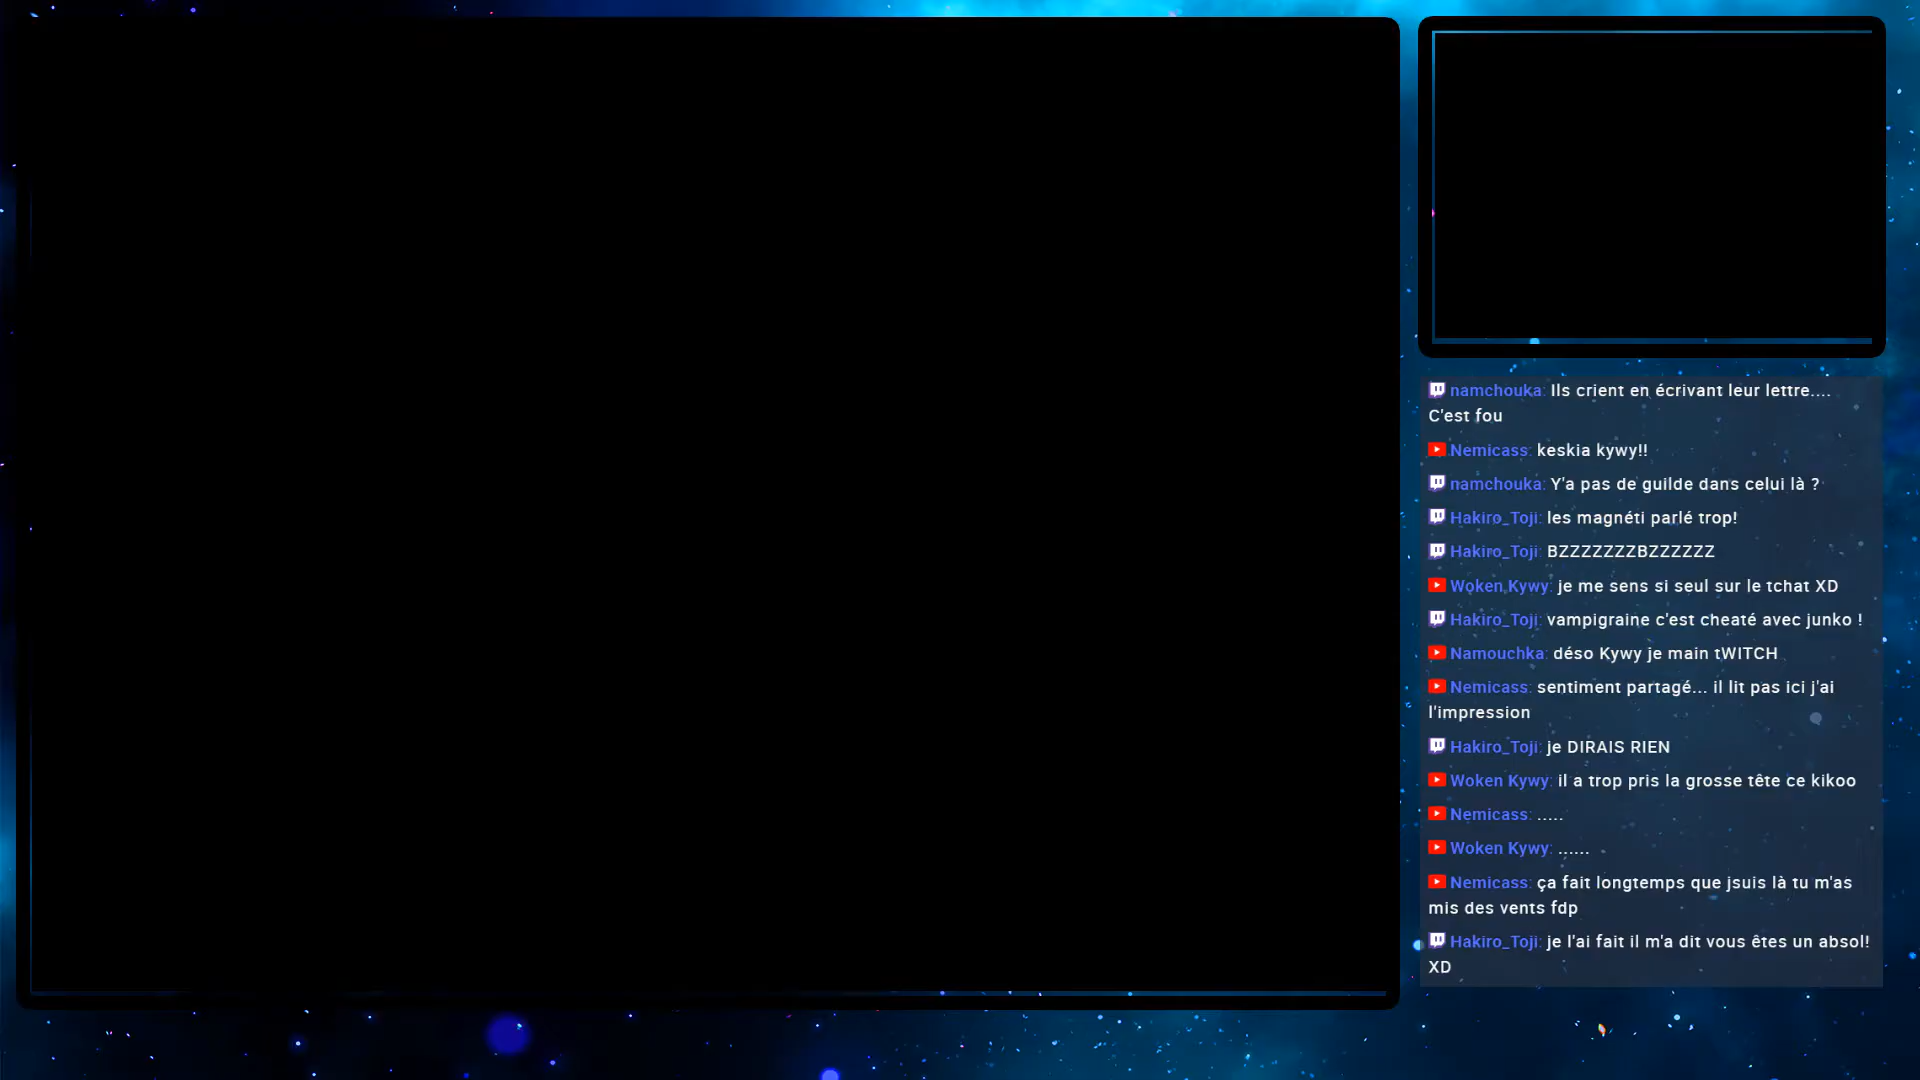 namchouka: Ils crient en écrivant leur lettre....
C'est fou
Nemicass: keskia kywy!!
namchouka: Y'a pas de guilde dans celui là ?
Hakiro_Toji: les magnéti parlé trop!
Hakiro_Toji: BZZZZZZZBZZZZZZ
Woken Kywy: je me sens si seul sur le tchat XD
Hakiro_Toji: vampigraine c'est cheaté avec junko !
Namouchka: déso Kywy je main tWITCH
Nemicass: sentiment partagé... il lit pas ici j'ai
l'impression
Hakiro_Toji: je DIRAIS RIEN
Woken Kywy: il a trop pris la grosse tête ce kikoo
Nemicass: .....
Woken Kywy: ......
Nemicass: ça fait longtemps que jsuis là tu m'as
mis des vents fdp
Hakiro_Toji: je l'ai fait il m'a dit vous êtes un absol!
XD